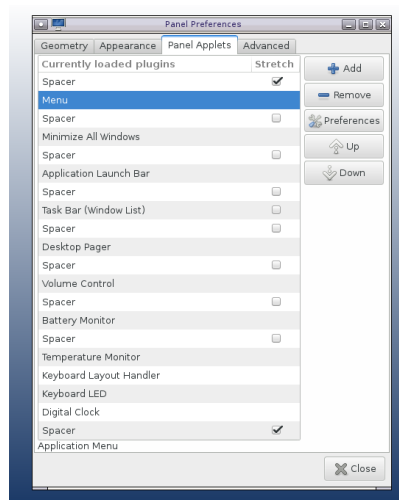 Panel Preferences
Geometry Appearance Panel Applets Advanced
Currently loaded plugins Stretch
Spacer
Menu
Spacer
Minimize All Windows
Spacer
Application Launch Bar
Spacer
Task Bar (Window List)
Spacer
Desktop Pager
Spacer
Volume Control
Spacer
Battery Monitor
Spacer
Temperature Monitor
Keyboard Layout Handler
Keyboard LED
Digital Clock
Spacer
Application Menu
Add
Remove
Preferences
Up
Down
Close